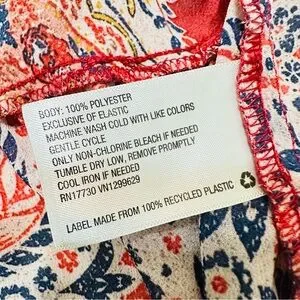 BODY: 100% POLYESTER
EXCLUSIVE OF ELASTIC
MACHINE WASH COLD WITH LIKE COLORS
GENTLE CYCLE
ONLY NON-CHLORINE BLEACH IF NEEDED
TUMBLE DRY LOW, REMOVE PROMPTLY
COOL IRON IF NEEDED
RN17730 VN1299629
LABEL MADE FROM 100% RECYCLED PLASTIC